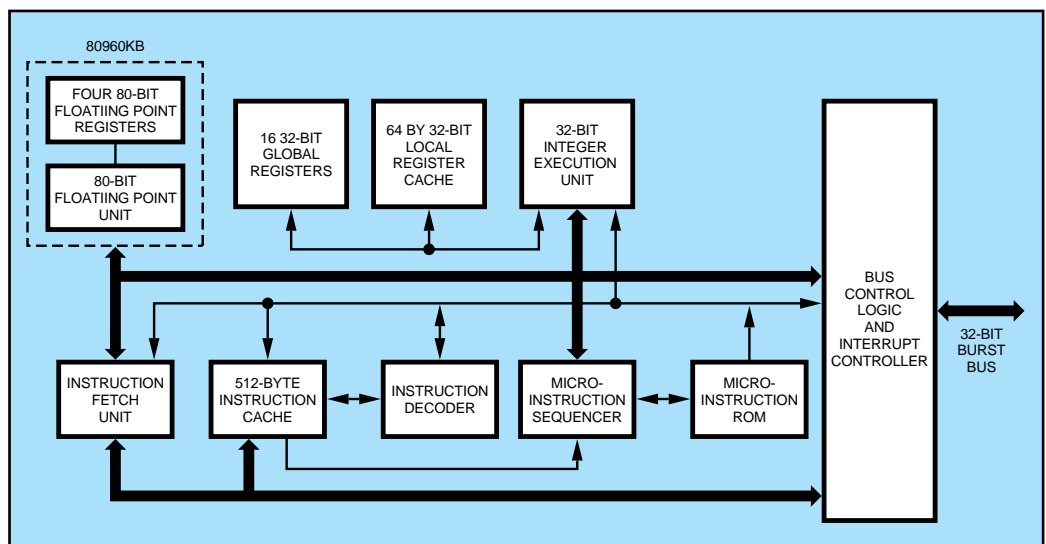 80960KB
FOUR 80-BIT
FLOATIING POINT
REGISTERS
80-BIT
FLOATIING POINT
UNIT
16 32-BIT
GLOBAL
REGISTERS
64 BY 32-BIT
LOCAL
REGISTER
CACHE
32-BIT
INTEGER
EXECUTION
UNIT
BUS
CONTROL
LOGIC
AND
INTERRUPT
CONTROLLER
32-BIT
BURST
BUS
INSTRUCTION
FETCH
UNIT
512-BYTE
INSTRUCTION
CACHE
INSTRUCTION
DECODER
MICRO-
INSTRUCTION
SEQUENCER
MICRO-
INSTRUCTION
ROM